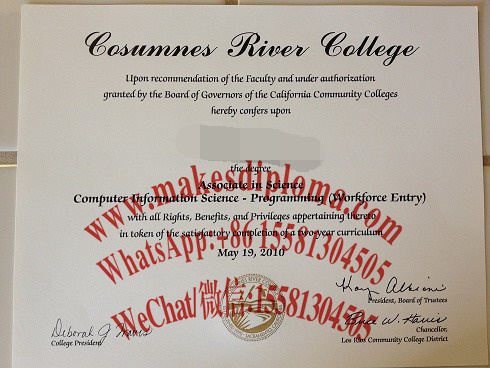 Cosumnes River College
Upon recommendation of the Faculty and under authorization
granted by the Board of Governors of the California Community Colleges
hereby confers upon
the degree
Associate in Science
Computer Information Science - Programming (Workforce Entry)
with all Rights, Benefits, and Privileges appertaining thereto
in token of the satisfactory completion of a two-year curriculum
May 19, 2010
www.makesdiploma.com
WhatsApp:+86 15581304505
WeChat/微信:15581304505
President, Board of Trustees
Deborah J
College President
Chancellor
Los Rios Community College District